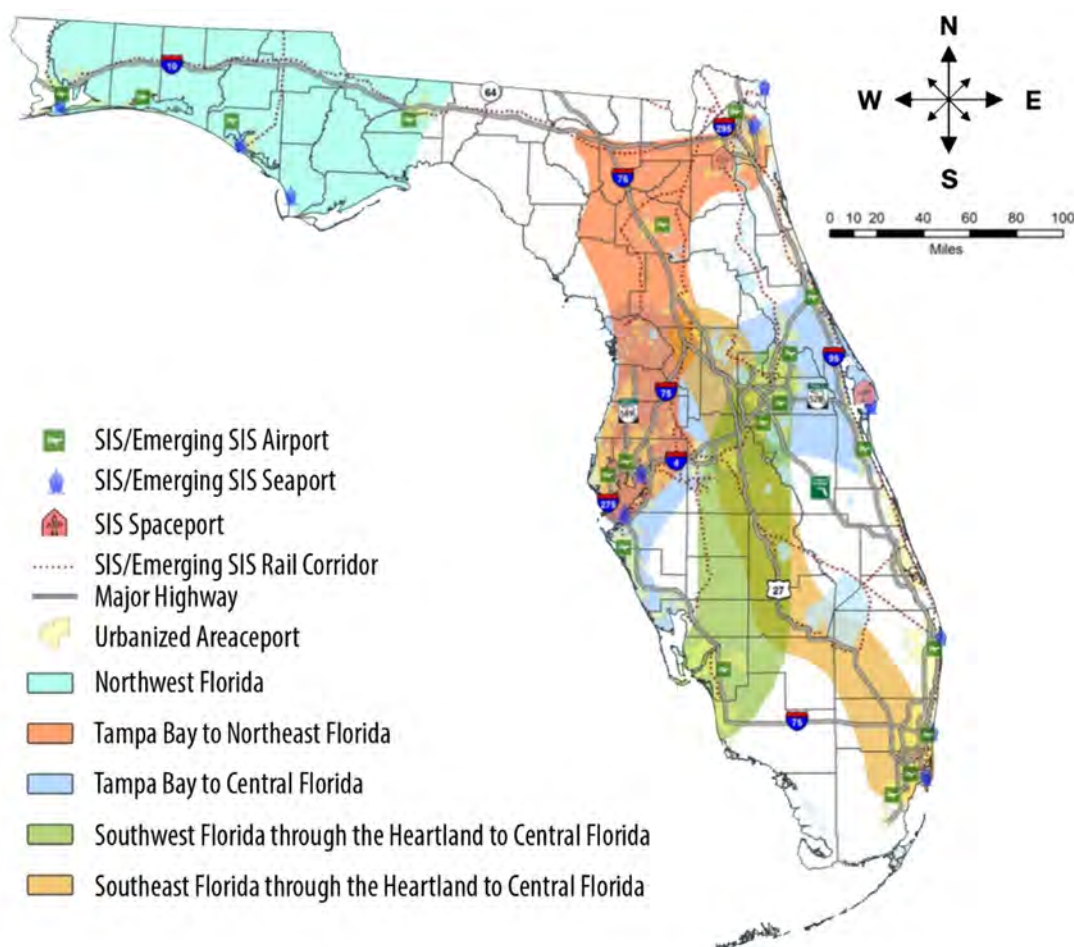 N
W E
S
0 10 20 40 60 80 100
Miles
10
64
295
75
95
75
589
528
4
275
27
75
SIS/Emerging SIS Airport
SIS/Emerging SIS Seaport
SIS Spaceport
SIS/Emerging SIS Rail Corridor
Major Highway
Urbanized Areaceport
Northwest Florida
Tampa Bay to Northeast Florida
Tampa Bay to Central Florida
Southwest Florida through the Heartland to Central Florida
Southeast Florida through the Heartland to Central Florida